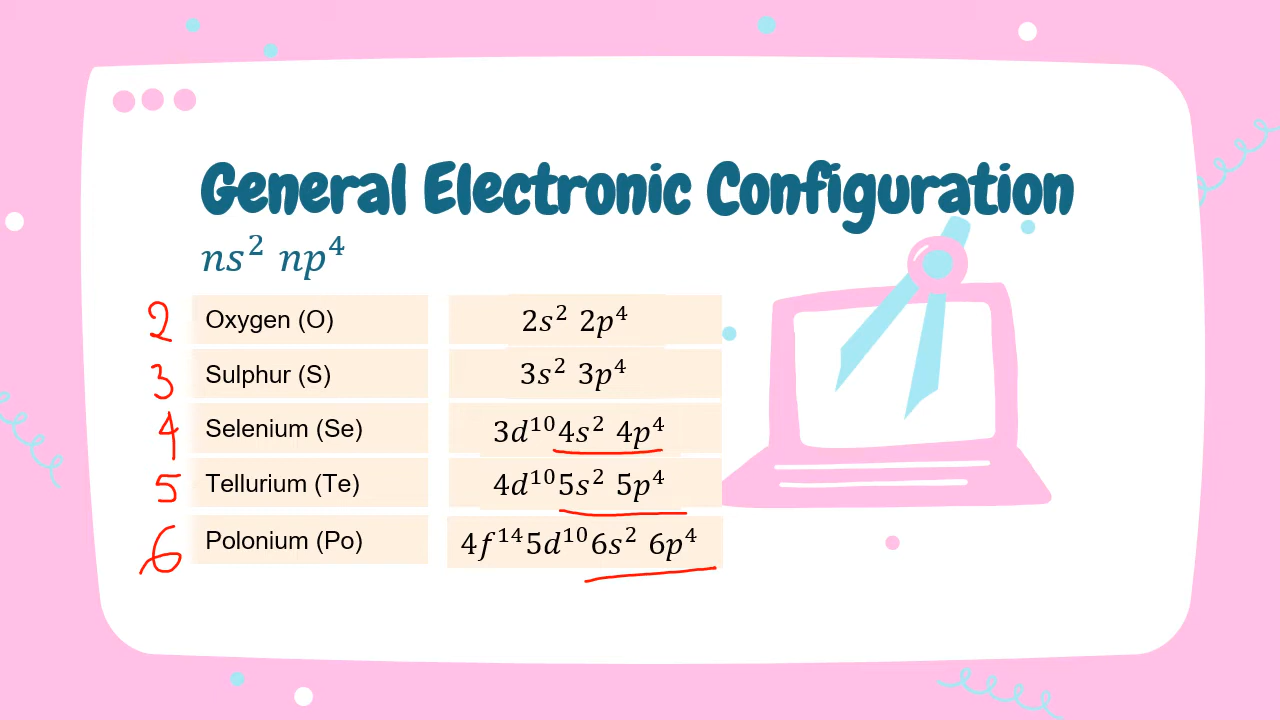 General Electronic Configuration
ns² np⁴
2 Oxygen (O) 2s² 2p⁴
3 Sulphur (S) 3s² 3p⁴
4 Selenium (Se) 3d¹⁰4s² 4p⁴
5 Tellurium (Te) 4d¹⁰5s² 5p⁴
6 Polonium (Po) 4f¹⁴5d¹⁰6s² 6p⁴